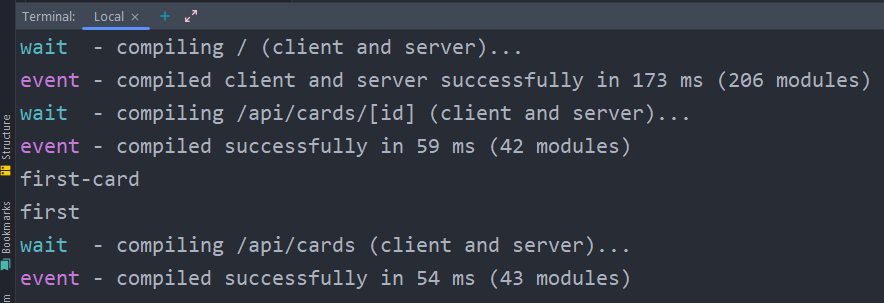 Terminal: Local × +
wait - compiling / (client and server)...
event - compiled client and server successfully in 173 ms (206 modules)
wait - compiling /api/cards/[id] (client and server)...
event - compiled successfully in 59 ms (42 modules)
first-card
first
wait - compiling /api/cards (client and server)...
event - compiled successfully in 54 ms (43 modules)
Structure
Bookmarks